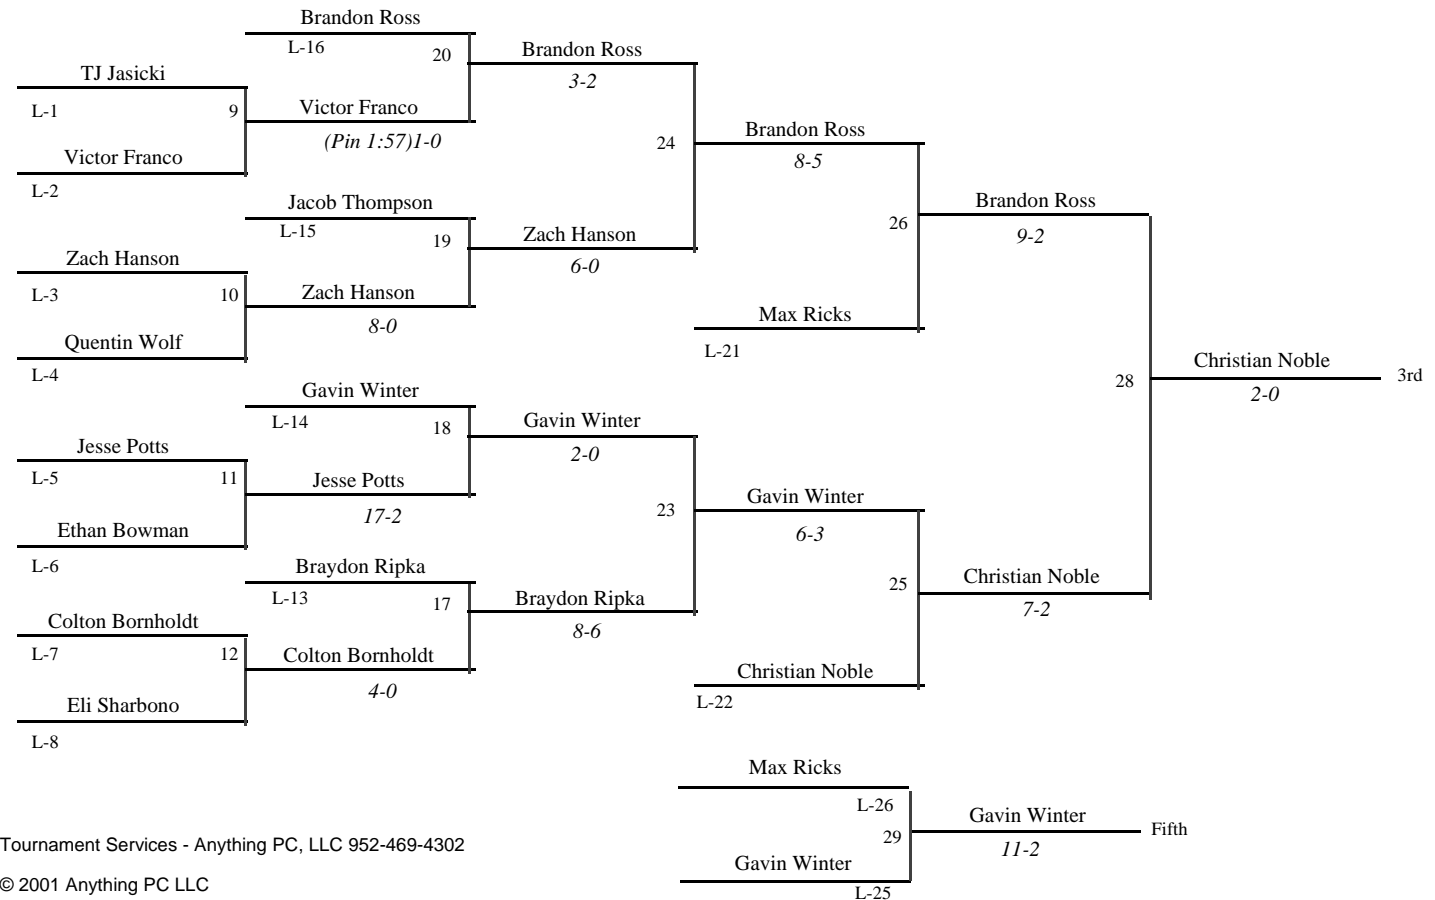 Brandon Ross
L-16
20
Brandon Ross
3-2
TJ Jasicki
L-1
9
Victor Franco
(Pin 1:57)1-0
24
Brandon Ross
8-5
Victor Franco
L-2
Jacob Thompson
L-15
19
Zach Hanson
6-0
26
Brandon Ross
9-2
Zach Hanson
L-3
10
Zach Hanson
8-0
Max Ricks
L-21
Quentin Wolf
L-4
28
Christian Noble
2-0
3rd
Gavin Winter
L-14
18
Gavin Winter
2-0
Jesse Potts
L-5
11
Jesse Potts
17-2
23
Gavin Winter
6-3
Ethan Bowman
L-6
Braydon Ripka
L-13
17
Braydon Ripka
8-6
25
Christian Noble
7-2
Colton Bornholdt
L-7
12
Colton Bornholdt
4-0
Christian Noble
L-22
Eli Sharbono
L-8
Max Ricks
L-26
29
Gavin Winter
11-2
Fifth
Gavin Winter
L-25
Tournament Services - Anything PC, LLC 952-469-4302
© 2001 Anything PC LLC